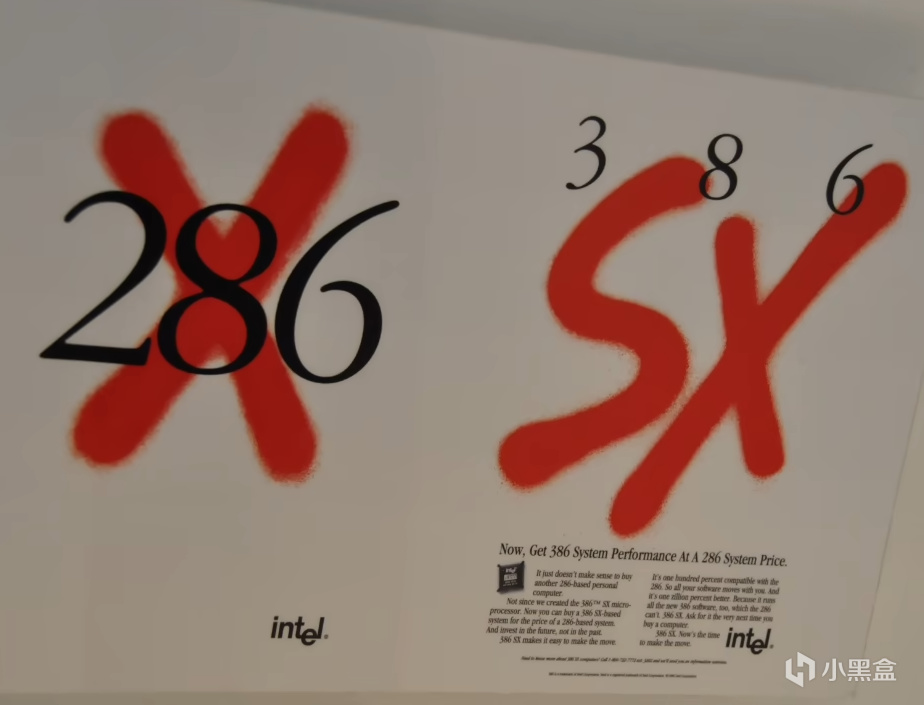 286
intel
3 8 6
SX
Now, Get 386 System Performance At A 286 System Price.
It just doesn't make sense to buy
another 286-based personal
computer.
Not since we created the 386™ SX micro-
processor. Now you can buy a 386 SX-based
system for the price of a 286-based system.
And invest in the future, not in the past.
386 SX makes it easy to make the move.
It's one hundred percent compatible with the
286. So all your software moves with you. And
it's one zillion percent better. Because it runs
all the new 386 software, too, which the 286
can't. 386 SX. Ask for it the very next time you
buy a computer.
386 SX. Now's the time
to make the move.
intel
小黑盒